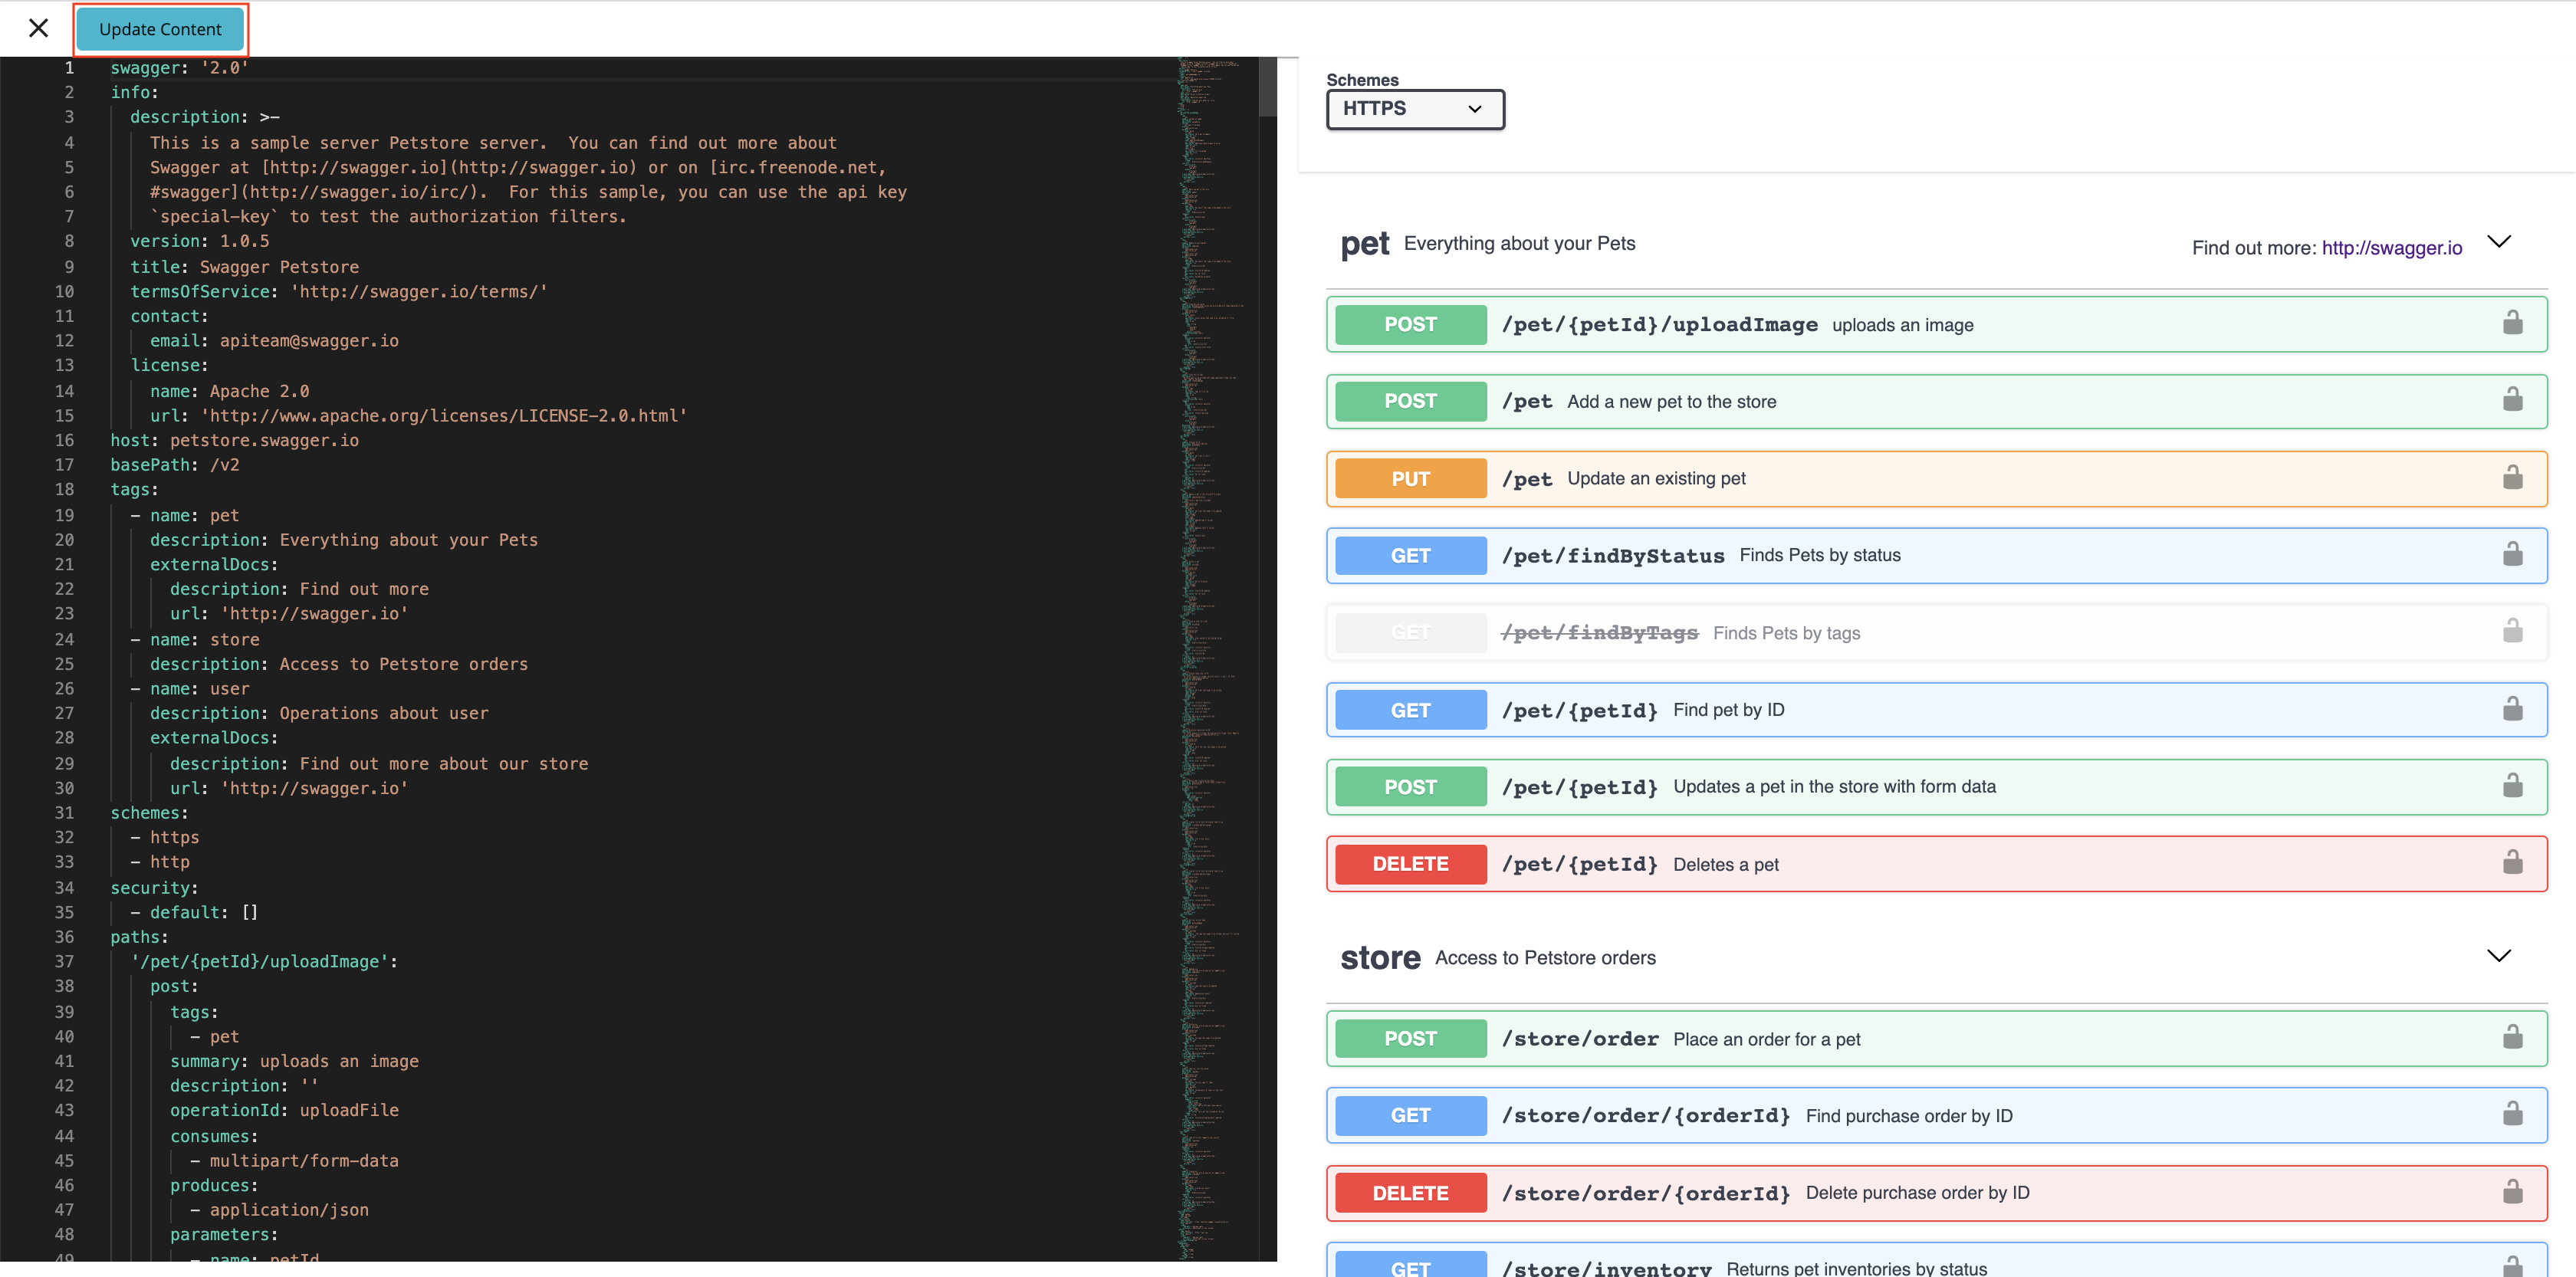 Update Content
1 swagger: '2.0'
2 info:
3 description: >-
4 This is a sample server Petstore server.  You can find out more about
5 Swagger at [http://swagger.io](http://swagger.io) or on [irc.freenode.net,
6 #swagger](http://swagger.io/irc/).  For this sample, you can use the api key
7 `special-key` to test the authorization filters.
8 version: 1.0.5
9 title: Swagger Petstore
10 termsOfService: 'http://swagger.io/terms/'
11 contact:
12 email: apiteam@swagger.io
13 license:
14 name: Apache 2.0
15 url: 'http://www.apache.org/licenses/LICENSE-2.0.html'
16 host: petstore.swagger.io
17 basePath: /v2
18 tags:
19 - name: pet
20 description: Everything about your Pets
21 externalDocs:
22 description: Find out more
23 url: 'http://swagger.io'
24 - name: store
25 description: Access to Petstore orders
26 - name: user
27 description: Operations about user
28 externalDocs:
29 description: Find out more about our store
30 url: 'http://swagger.io'
31 schemes:
32 - https
33 - http
34 security:
35 - default: []
36 paths:
37 '/pet/{petId}/uploadImage':
38 post:
39 tags:
40 - pet
41 summary: uploads an image
42 description: ''
43 operationId: uploadFile
44 consumes:
45 - multipart/form-data
46 produces:
47 - application/json
48 parameters:
49 - name: petId
Schemes
HTTPS
pet Everything about your Pets Find out more: http://swagger.io
POST /pet/{petId}/uploadImage uploads an image
POST /pet Add a new pet to the store
PUT /pet Update an existing pet
GET /pet/findByStatus Finds Pets by status
GET /pet/findByTags Finds Pets by tags
GET /pet/{petId} Find pet by ID
POST /pet/{petId} Updates a pet in the store with form data
DELETE /pet/{petId} Deletes a pet
store Access to Petstore orders
POST /store/order Place an order for a pet
GET /store/order/{orderId} Find purchase order by ID
DELETE /store/order/{orderId} Delete purchase order by ID
GET /store/inventory Returns pet inventories by status